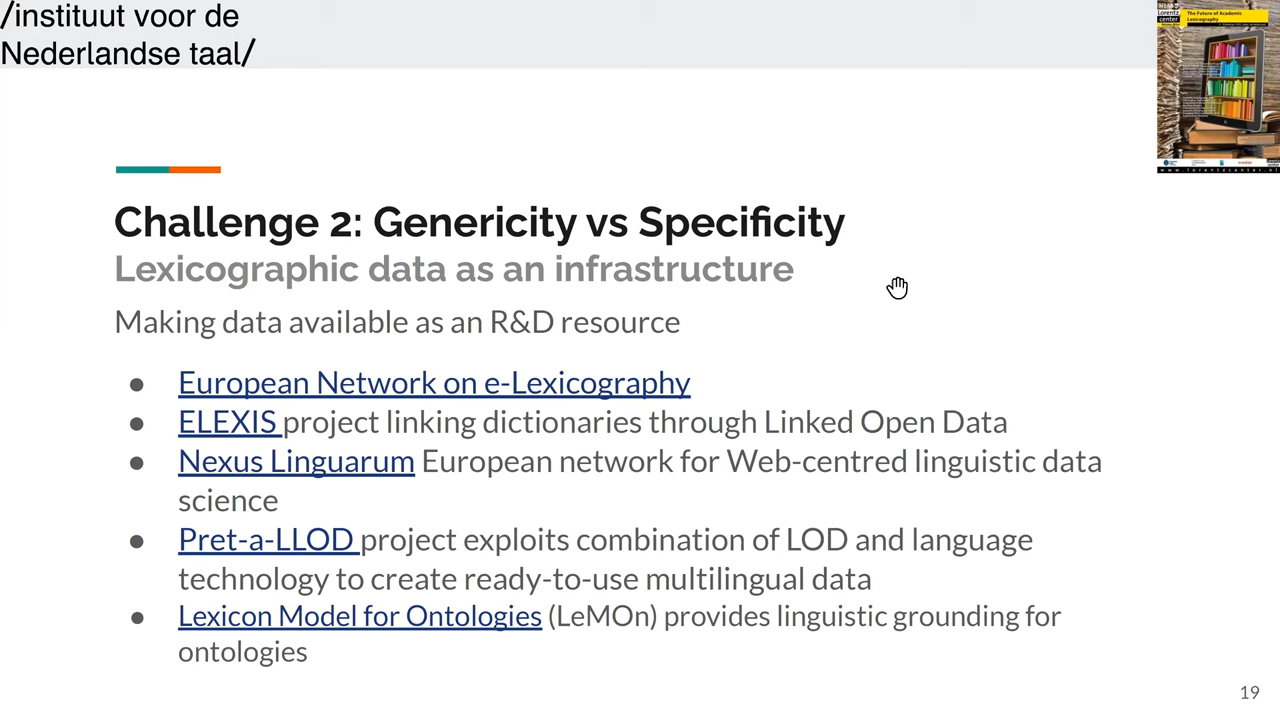 /instituut voor de
Nederlandse taal/
Lorentz
center
The Future of Academic
Lexicography
www.lorentzcenter.nl
Challenge 2: Genericity vs Specificity
Lexicographic data as an infrastructure
Making data available as an R&D resource
● European Network on e-Lexicography
● ELEXIS project linking dictionaries through Linked Open Data
● Nexus Linguarum European network for Web-centred linguistic data
science
● Pret-a-LLOD project exploits combination of LOD and language
technology to create ready-to-use multilingual data
● Lexicon Model for Ontologies (LeMOn) provides linguistic grounding for
ontologies
19